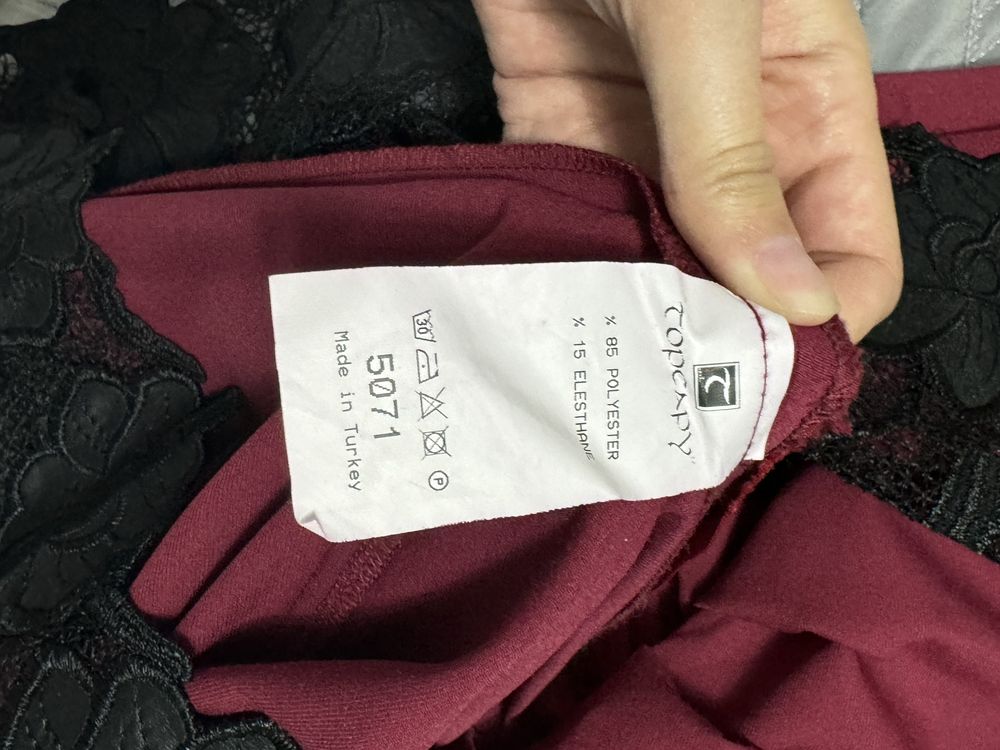 TOPCAPY
% 85 POLYESTER
% 15 ELESTHANE
30
P
5071
Made in Turkey